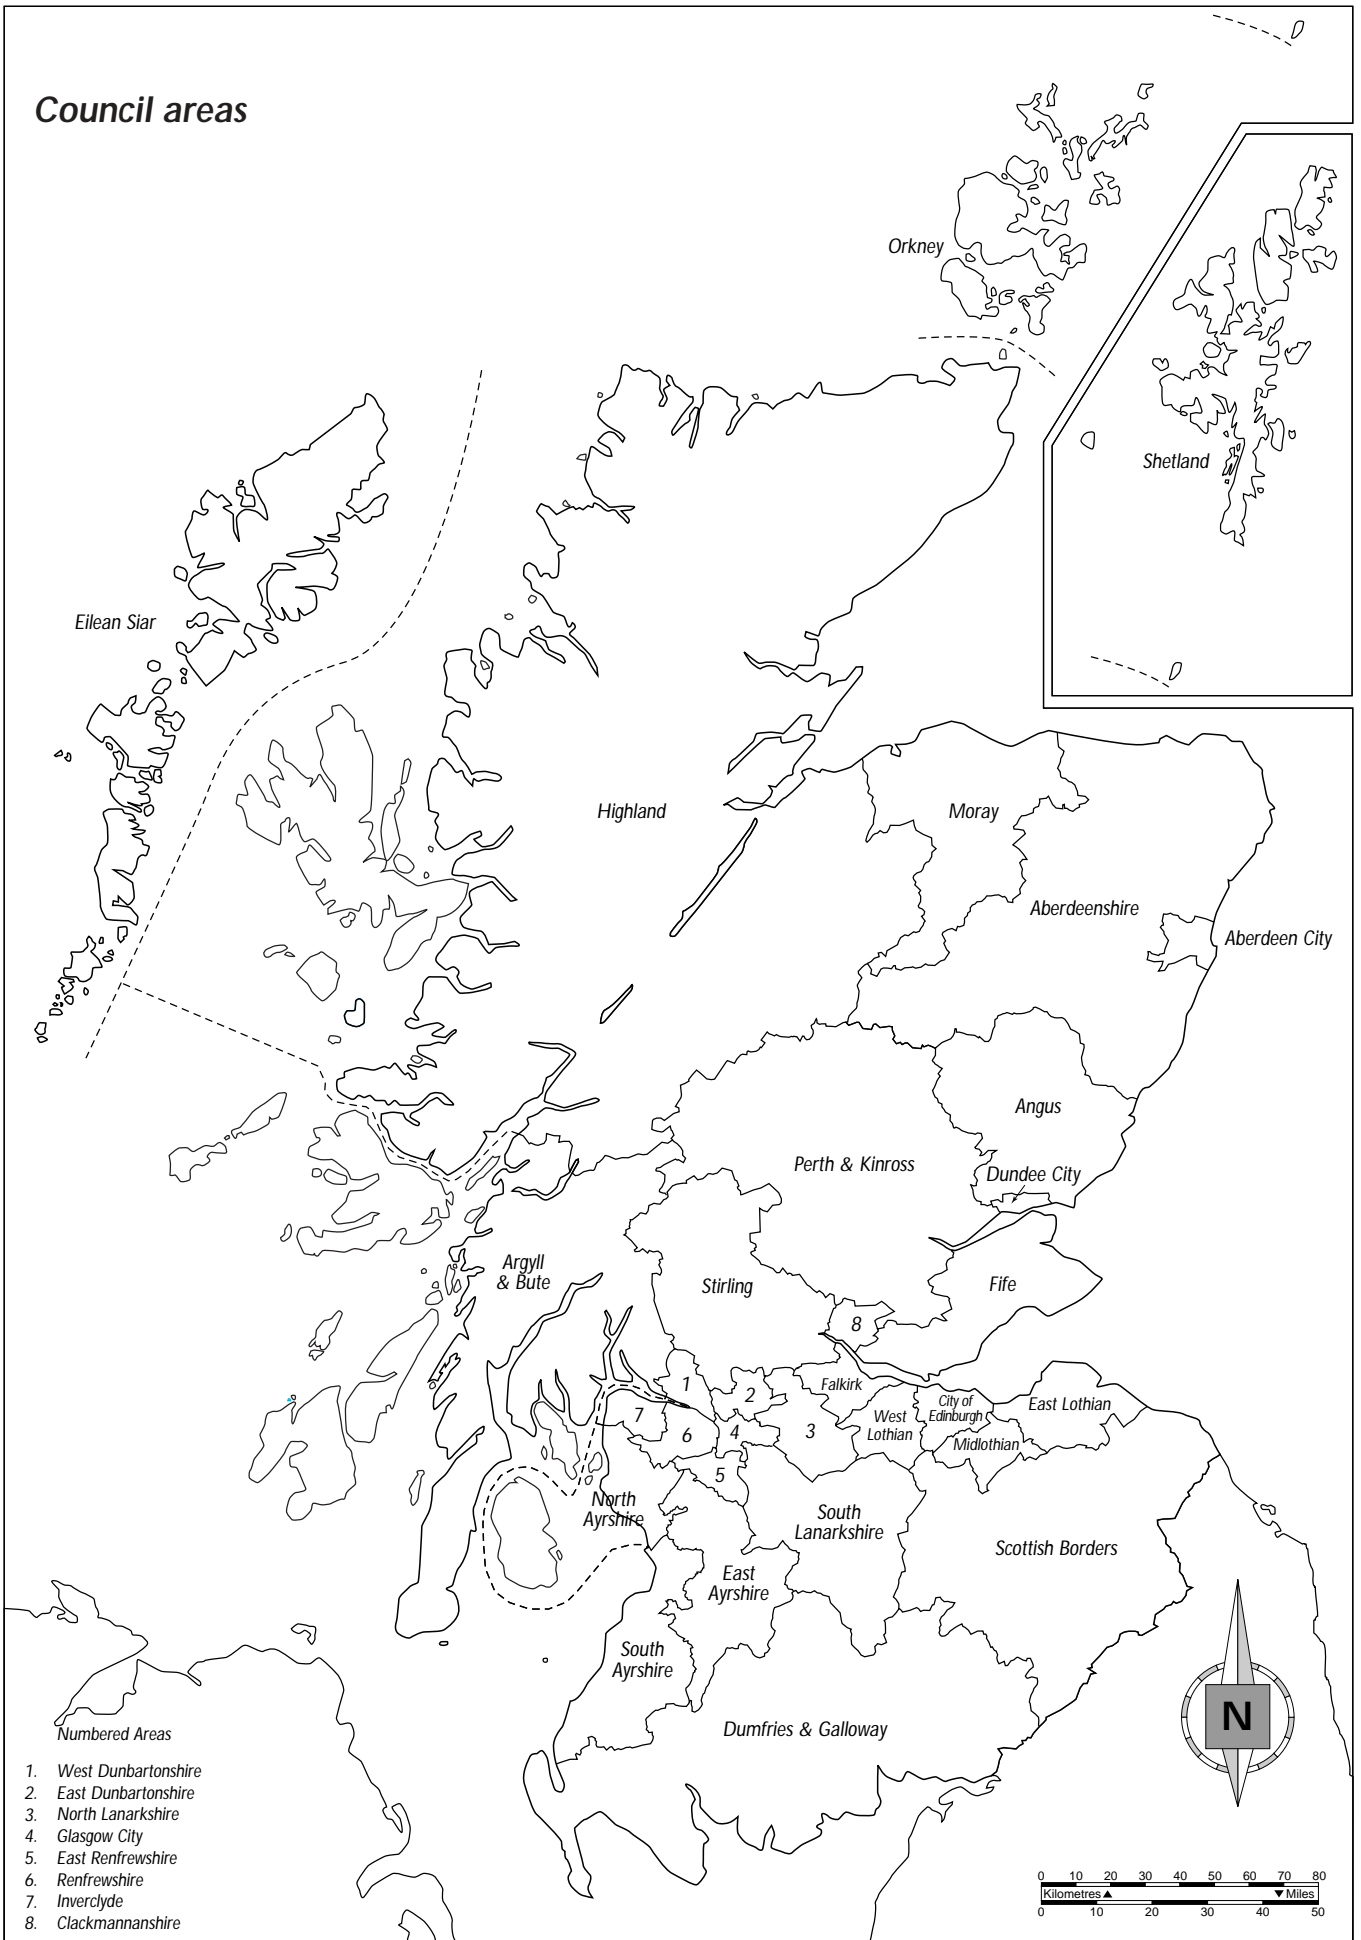 Council areas
Orkney
Shetland
Eilean Siar
Highland
Moray
Aberdeenshire
Aberdeen City
Angus
Perth & Kinross
Dundee City
Argyll
& Bute
Stirling
Fife
8
1
2
Falkirk
City of
Edinburgh
East Lothian
7
6
4
3
West
Lothian
Midlothian
5
North
Ayrshire
South
Lanarkshire
Scottish Borders
East
Ayrshire
South
Ayrshire
Dumfries & Galloway
N
Numbered Areas
1. West Dunbartonshire
2. East Dunbartonshire
3. North Lanarkshire
4. Glasgow City
5. East Renfrewshire
6. Renfrewshire
7. Inverclyde
8. Clackmannanshire
0 10 20 30 40 50 60 70 80
Kilometres ▲ ▼ Miles
0 10 20 30 40 50